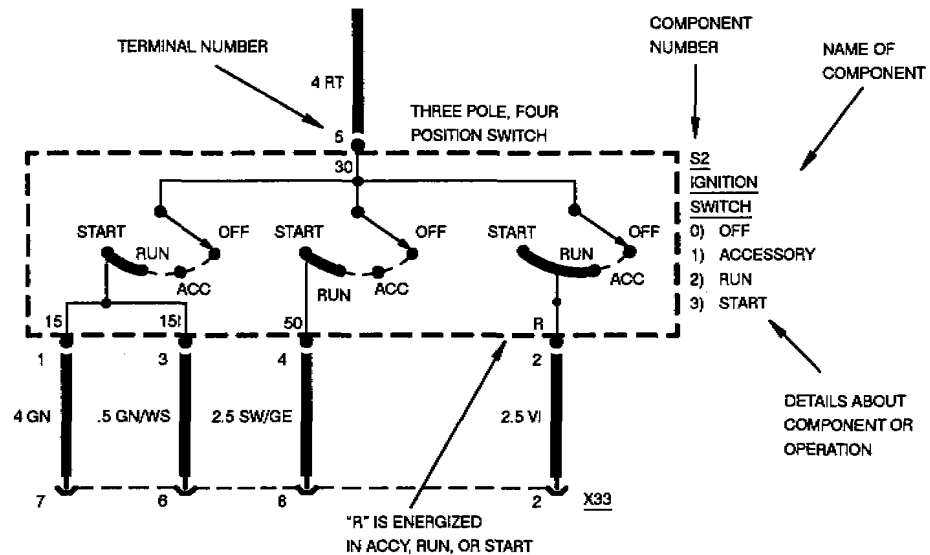 TERMINAL NUMBER
COMPONENT
NUMBER
NAME OF
COMPONENT
4 RT
THREE POLE, FOUR
POSITION SWITCH
5
30
S2
IGNITION
SWITCH
0) OFF
1) ACCESSORY
2) RUN
3) START
START
RUN
OFF
ACC
START
RUN
OFF
ACC
START
RUN
OFF
ACC
15
15I
50
R
1
3
4
2
4 GN
.5 GN/WS
2.5 SW/GE
2.5 VI
DETAILS ABOUT
COMPONENT OR
OPERATION
7
6
8
2
X33
"R" IS ENERGIZED
IN ACCY, RUN, OR START